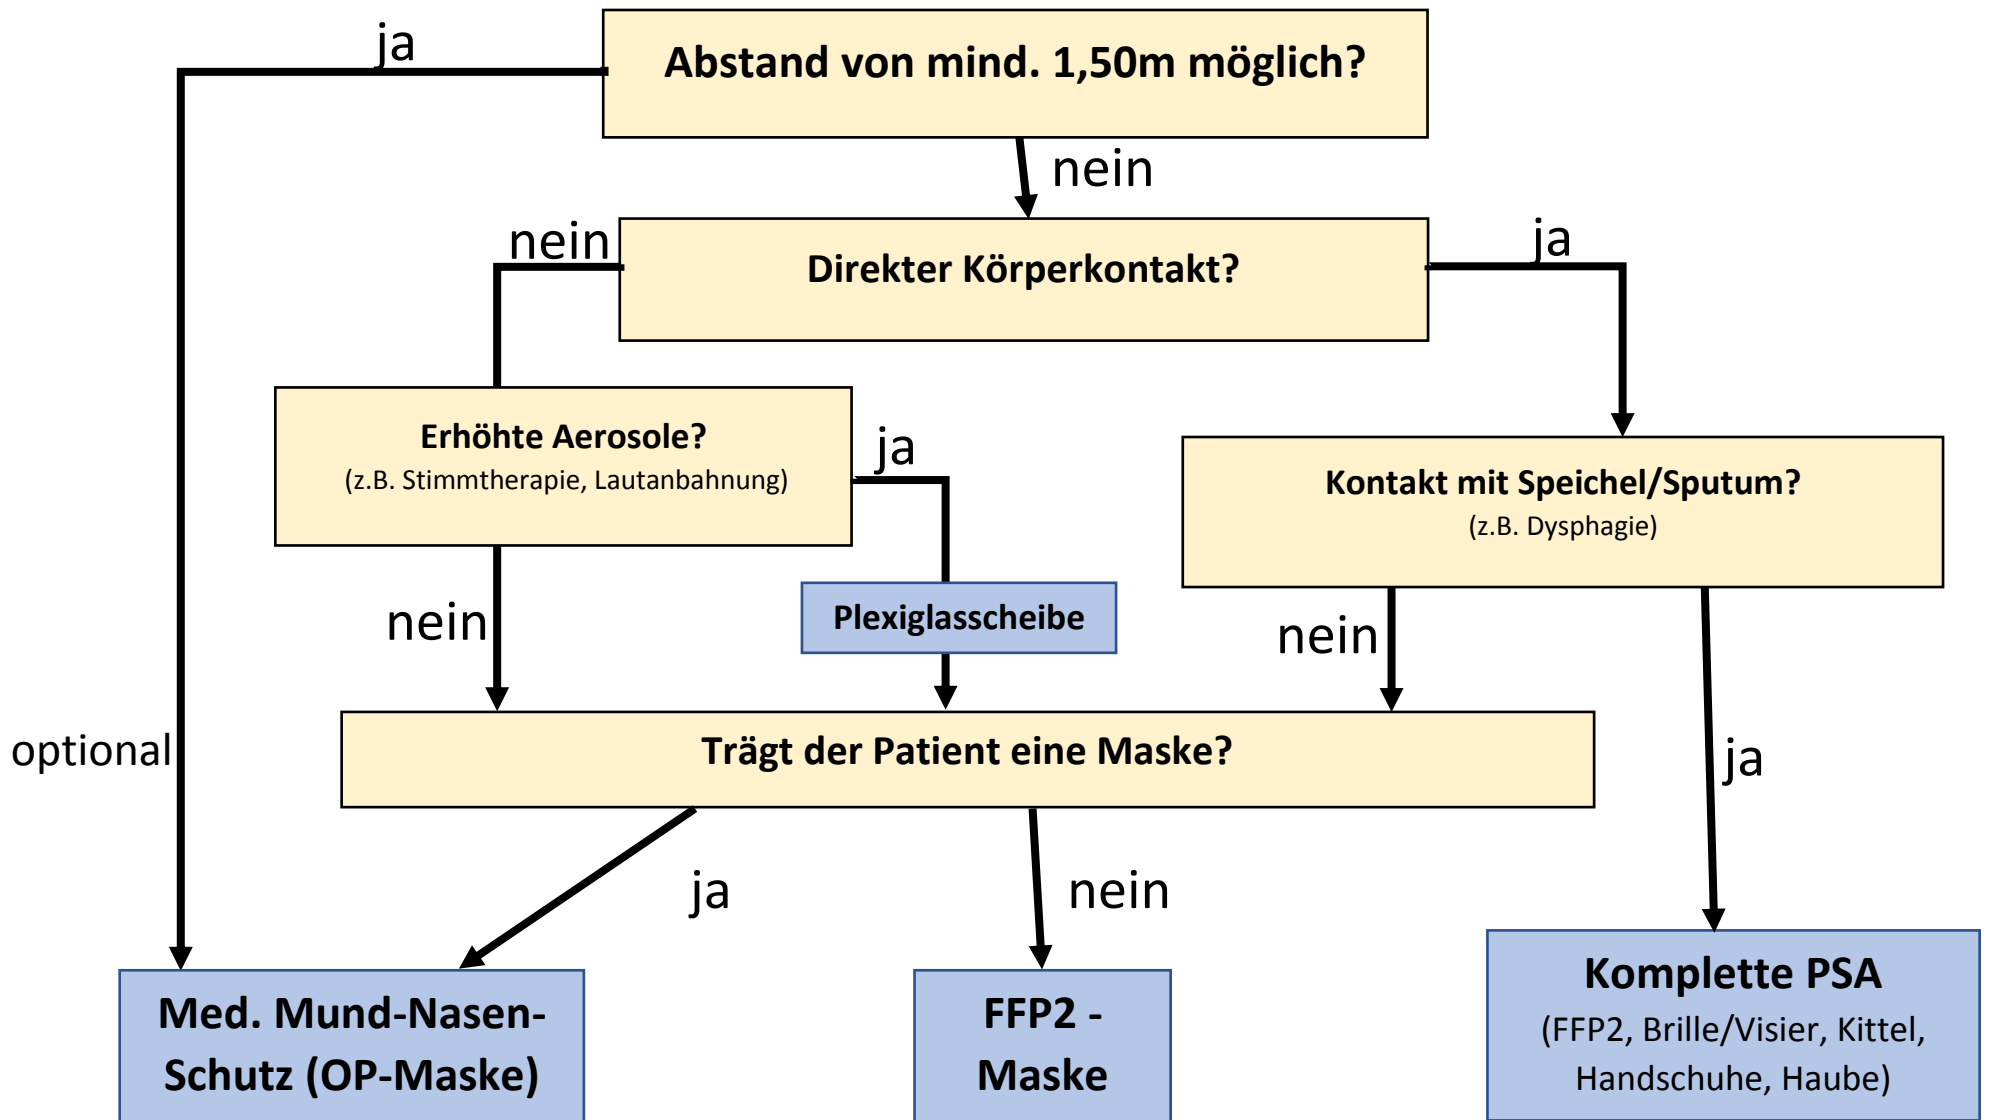 ja
Abstand von mind. 1,50m möglich?
nein
nein
Direkter Körperkontakt?
ja
Erhöhte Aerosole?
(z.B. Stimmtherapie, Lautanbahnung)
ja
Kontakt mit Speichel/Sputum?
(z.B. Dysphagie)
nein
Plexiglasscheibe
nein
optional
Trägt der Patient eine Maske?
ja
ja
nein
Med. Mund-Nasen-
Schutz (OP-Maske)
FFP2 -
Maske
Komplette PSA
(FFP2, Brille/Visier, Kittel,
Handschuhe, Haube)